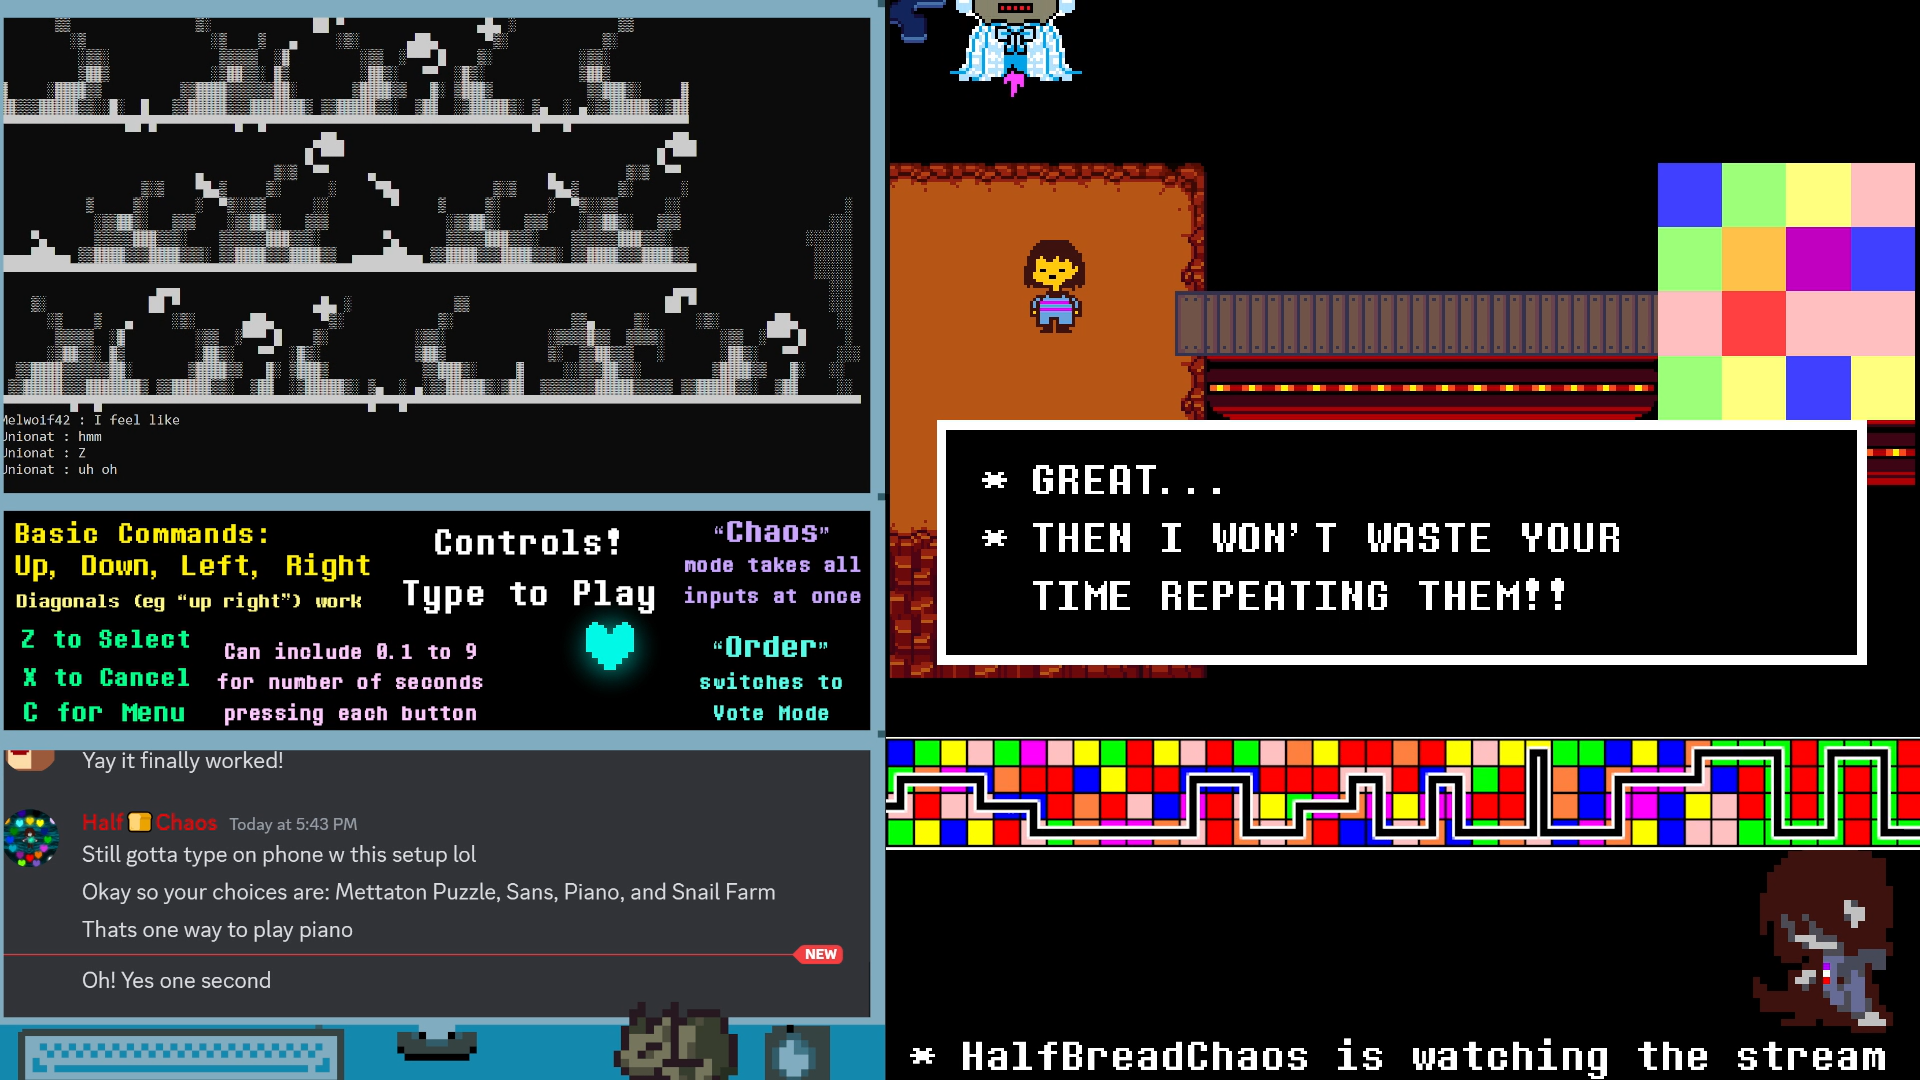 Melwoif42 : I feel like
Unionat : hmm
Unionat : Z
Unionat : uh oh
Basic Commands:
Up, Down, Left, Right
Diagonals (eg “up right”) work
Z to Select
X to Cancel
C for Menu
Can include 0.1 to 9
for number of seconds
pressing each button
Controls!
Type to Play
“Chaos”
mode takes all
inputs at once
“Order”
switches to
Vote Mode
Yay it finally worked!
Half Chaos Today at 5:43 PM
Still gotta type on phone w this setup lol
Okay so your choices are: Mettaton Puzzle, Sans, Piano, and Snail Farm
Thats one way to play piano
NEW
Oh! Yes one second
* GREAT...
* THEN I WON'T WASTE YOUR
TIME REPEATING THEM!!
* HalfBreadChaos is watching the stream